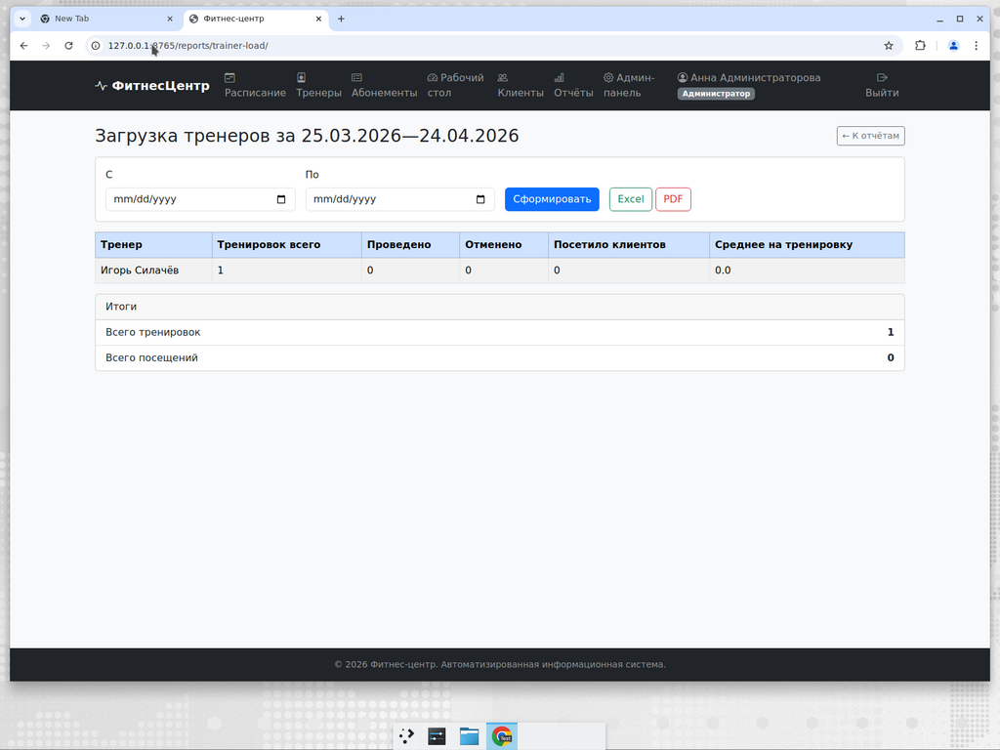 New Tab
Фитнес-центр
127.0.0.1:8765/reports/trainer-load/
ФитнесЦентр
Расписание
Тренеры
Абонементы
Рабочий стол
Клиенты
Отчёты
Админ-панель
Анна Администраторова
Администратор
Выйти
Загрузка тренеров за 25.03.2026—24.04.2026
← К отчётам
С
По
mm/dd/yyyy
mm/dd/yyyy
Сформировать
Excel
PDF
Тренер Тренировок всего Проведено Отменено Посетило клиентов Среднее на тренировку
Игорь Силачёв 1 0 0 0 0.0
Итоги
Всего тренировок 1
Всего посещений 0
© 2026 Фитнес-центр. Автоматизированная информационная система.
Test